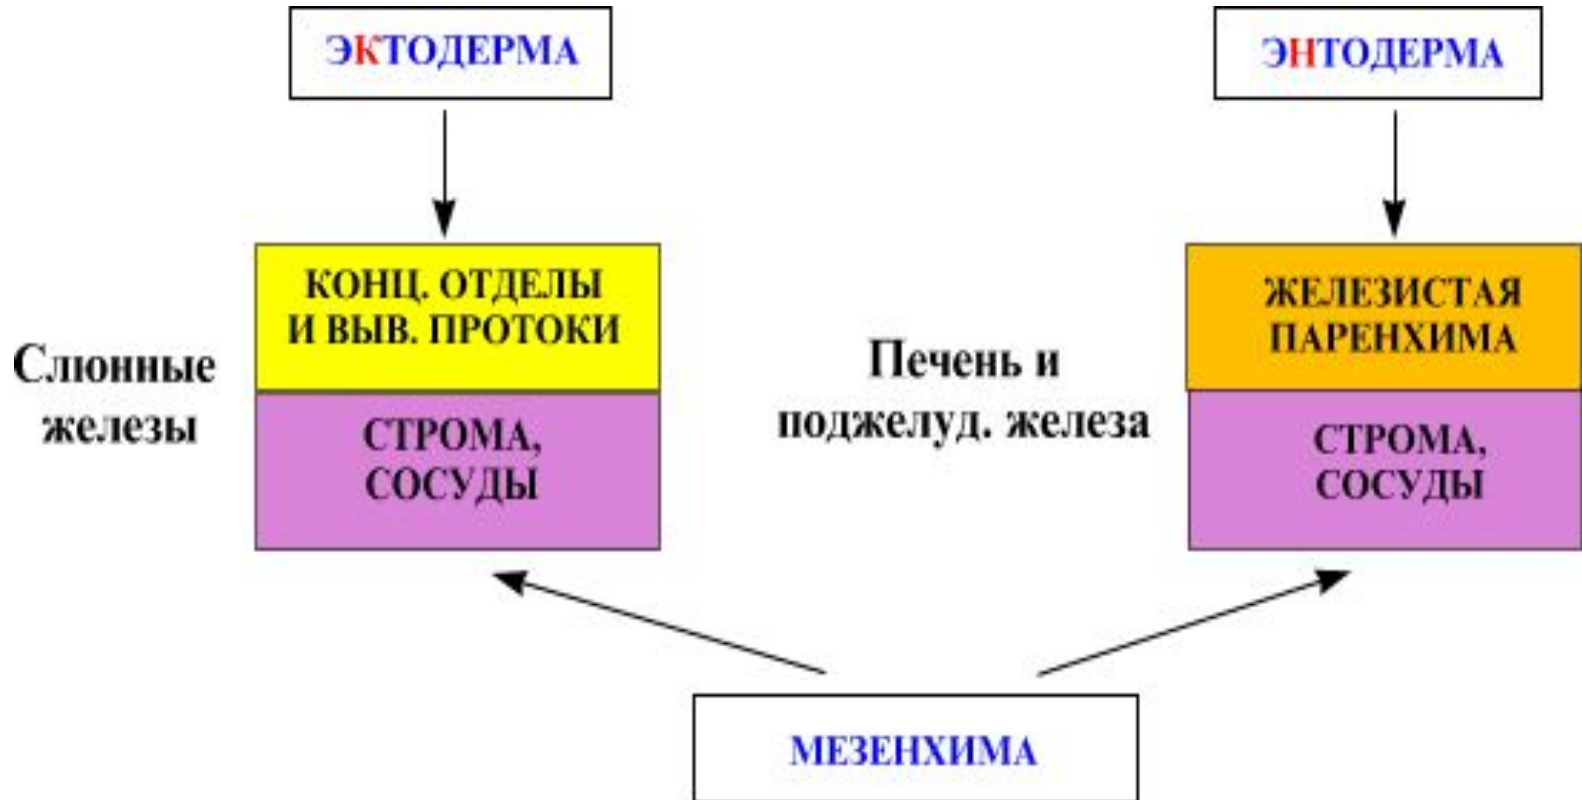 ЭКТОДЕРМА
ЭНТОДЕРМА
Слюнные
железы
КОНЦ. ОТДЕЛЫ
И ВЫВ. ПРОТОКИ
СТРОМА,
СОСУДЫ
Печень и
поджелуд. железа
ЖЕЛЕЗИСТАЯ
ПАРЕНХИМА
СТРОМА,
СОСУДЫ
МЕЗЕНХИМА